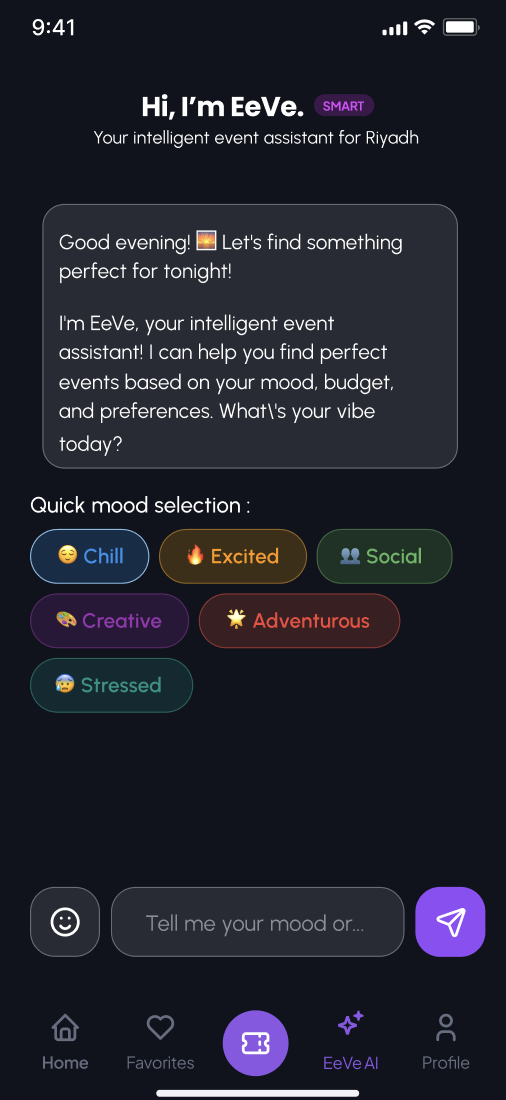 9:41
Hi, I’m EeVe. SMART
Your intelligent event assistant for Riyadh
Good evening! 🌅 Let's find something
perfect for tonight!
I'm EeVe, your intelligent event
assistant! I can help you find perfect
events based on your mood, budget,
and preferences. What\'s your vibe
today?
Quick mood selection :
😌 Chill 🔥 Excited 👥 Social
🎨 Creative 🌟 Adventurous
😰 Stressed
Tell me your mood or...
Home Favorites EeVe AI Profile